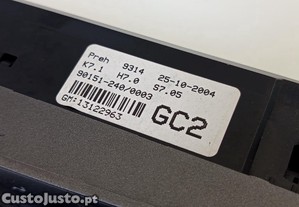 Preh 9314 25-10-2004
K7.1 H7.0 S7.05
90151-240/0003
GM:13122963 GC2
CustoJusto.pt